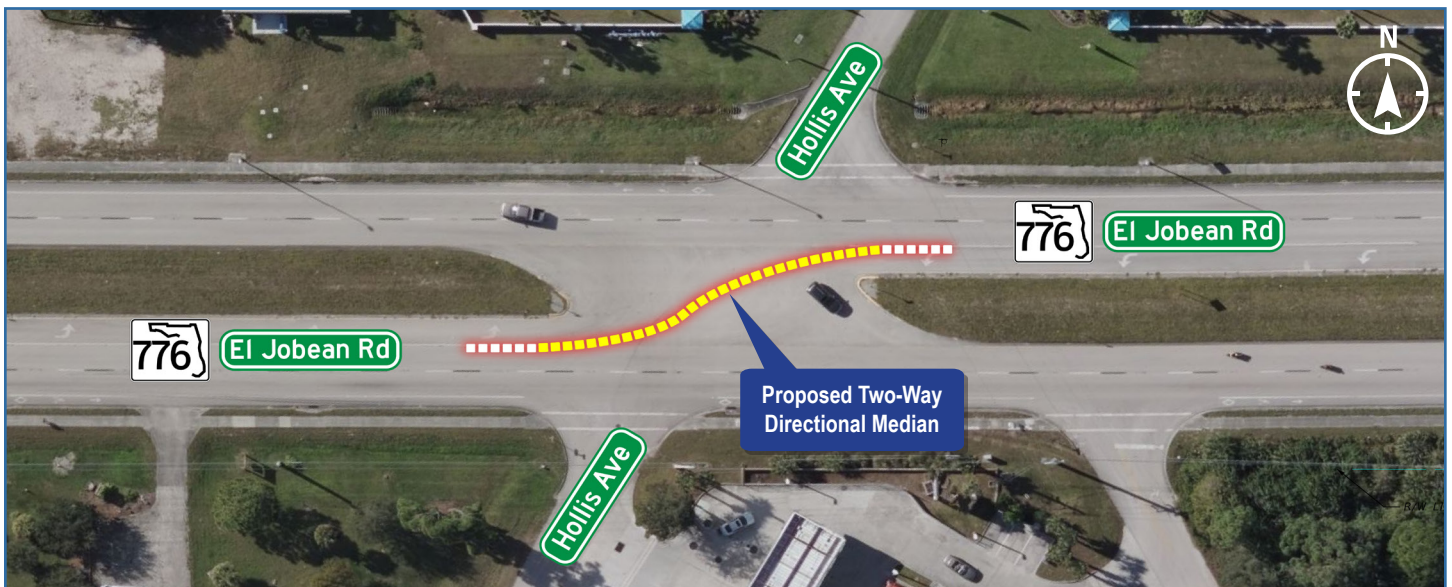 N
Hollis Ave
776
El Jobean Rd
776
El Jobean Rd
Proposed Two-Way
Directional Median
Hollis Ave